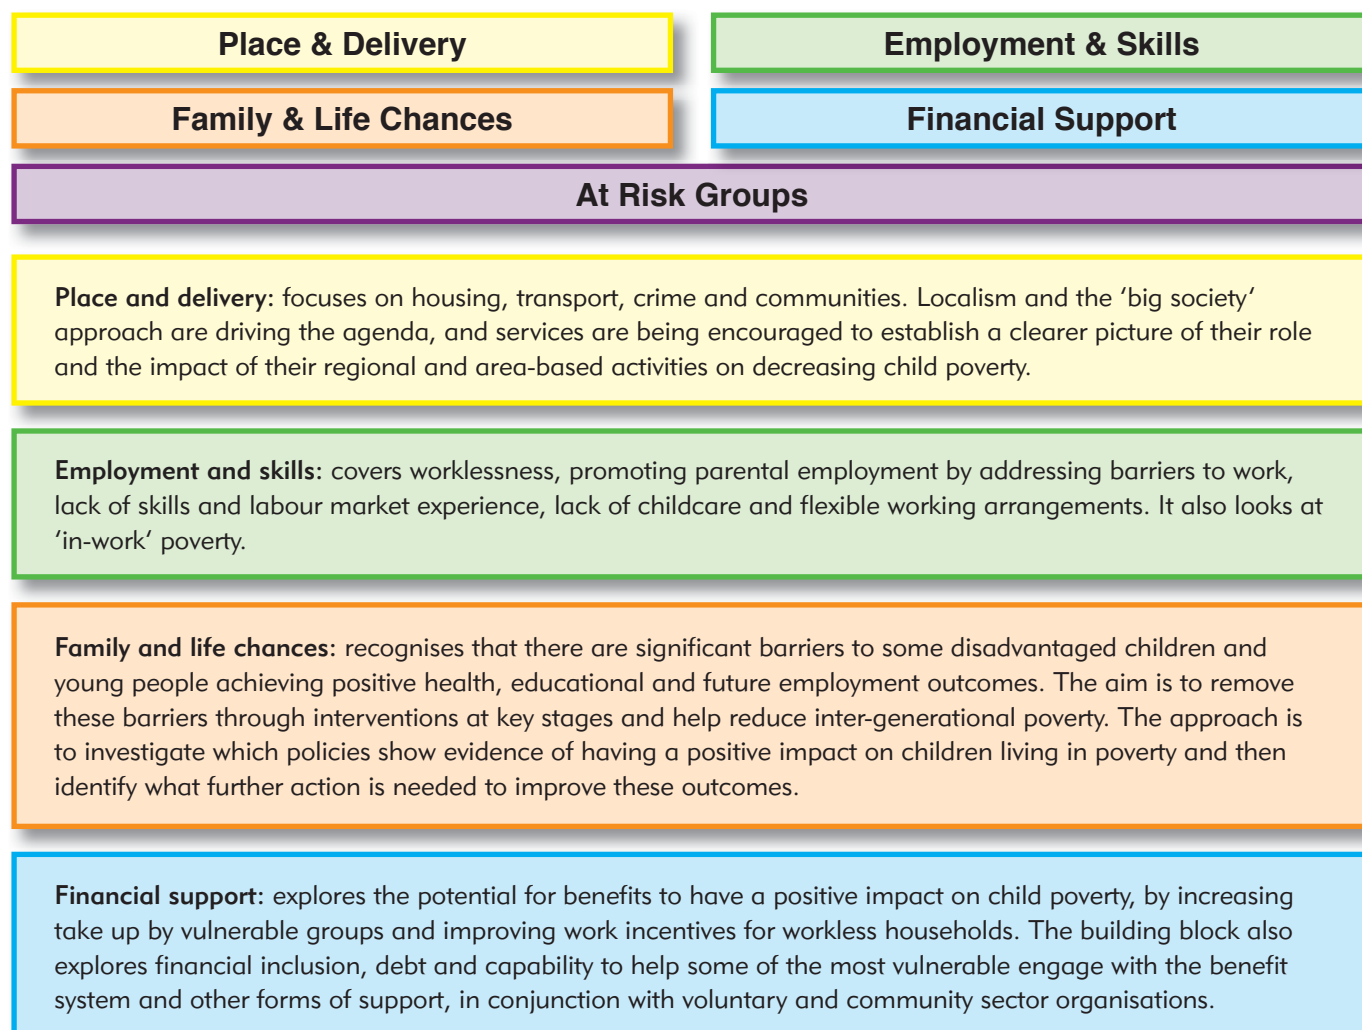 Place & Delivery
Employment & Skills
Family & Life Chances
Financial Support
At Risk Groups
Place and delivery: focuses on housing, transport, crime and communities. Localism and the ‘big society’
approach are driving the agenda, and services are being encouraged to establish a clearer picture of their role
and the impact of their regional and area-based activities on decreasing child poverty.
Employment and skills: covers worklessness, promoting parental employment by addressing barriers to work,
lack of skills and labour market experience, lack of childcare and flexible working arrangements. It also looks at
‘in-work’ poverty.
Family and life chances: recognises that there are significant barriers to some disadvantaged children and
young people achieving positive health, educational and future employment outcomes. The aim is to remove
these barriers through interventions at key stages and help reduce inter-generational poverty. The approach is
to investigate which policies show evidence of having a positive impact on children living in poverty and then
identify what further action is needed to improve these outcomes.
Financial support: explores the potential for benefits to have a positive impact on child poverty, by increasing
take up by vulnerable groups and improving work incentives for workless households. The building block also
explores financial inclusion, debt and capability to help some of the most vulnerable engage with the benefit
system and other forms of support, in conjunction with voluntary and community sector organisations.